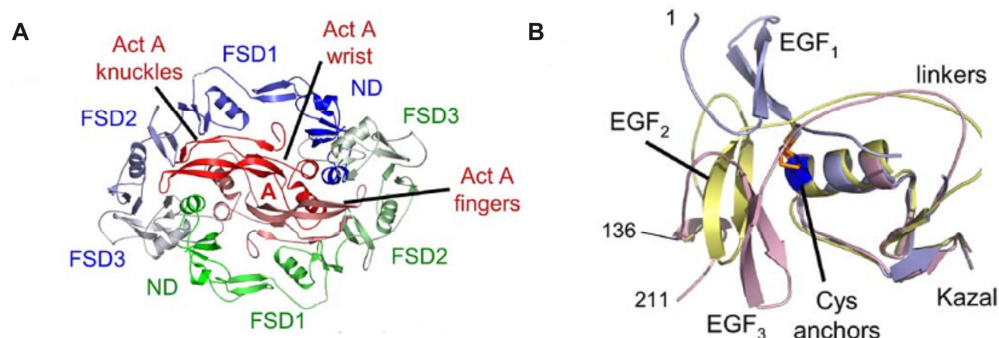 A
Act A
knuckles
FSD1
Act A
wrist
ND
FSD2
FSD3
A
Act A
fingers
FSD3
ND
FSD2
FSD1
B
1
EGF1
linkers
EGF2
136
211
EGF3
Cys
anchors
Kazal